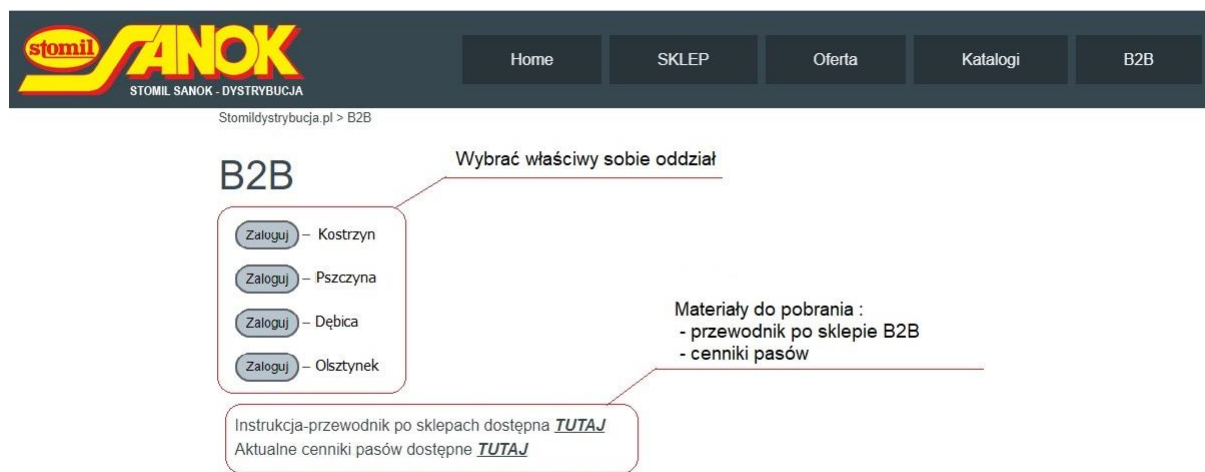 stomil SANOK
STOMIL SANOK - DYSTRYBUCJA
Home
SKLEP
Oferta
Katalogi
B2B
Stomildystrybucja.pl > B2B
B2B
Wybrać właściwy sobie oddział
Zaloguj – Kostrzyn
Zaloguj – Pszczyna
Zaloguj – Dębica
Zaloguj – Olsztynek
Materiały do pobrania :
- przewodnik po sklepie B2B
- cenniki pasów
Instrukcja-przewodnik po sklepach dostępna TUTAJ
Aktualne cenniki pasów dostępne TUTAJ